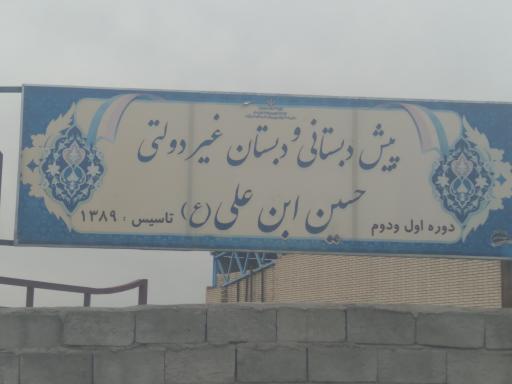 پیش دبستانی و دبستان غیر دولتی
حسین ابن علی (ع)
دوره اول ودوم
تاسیس : ۱۳۸۹